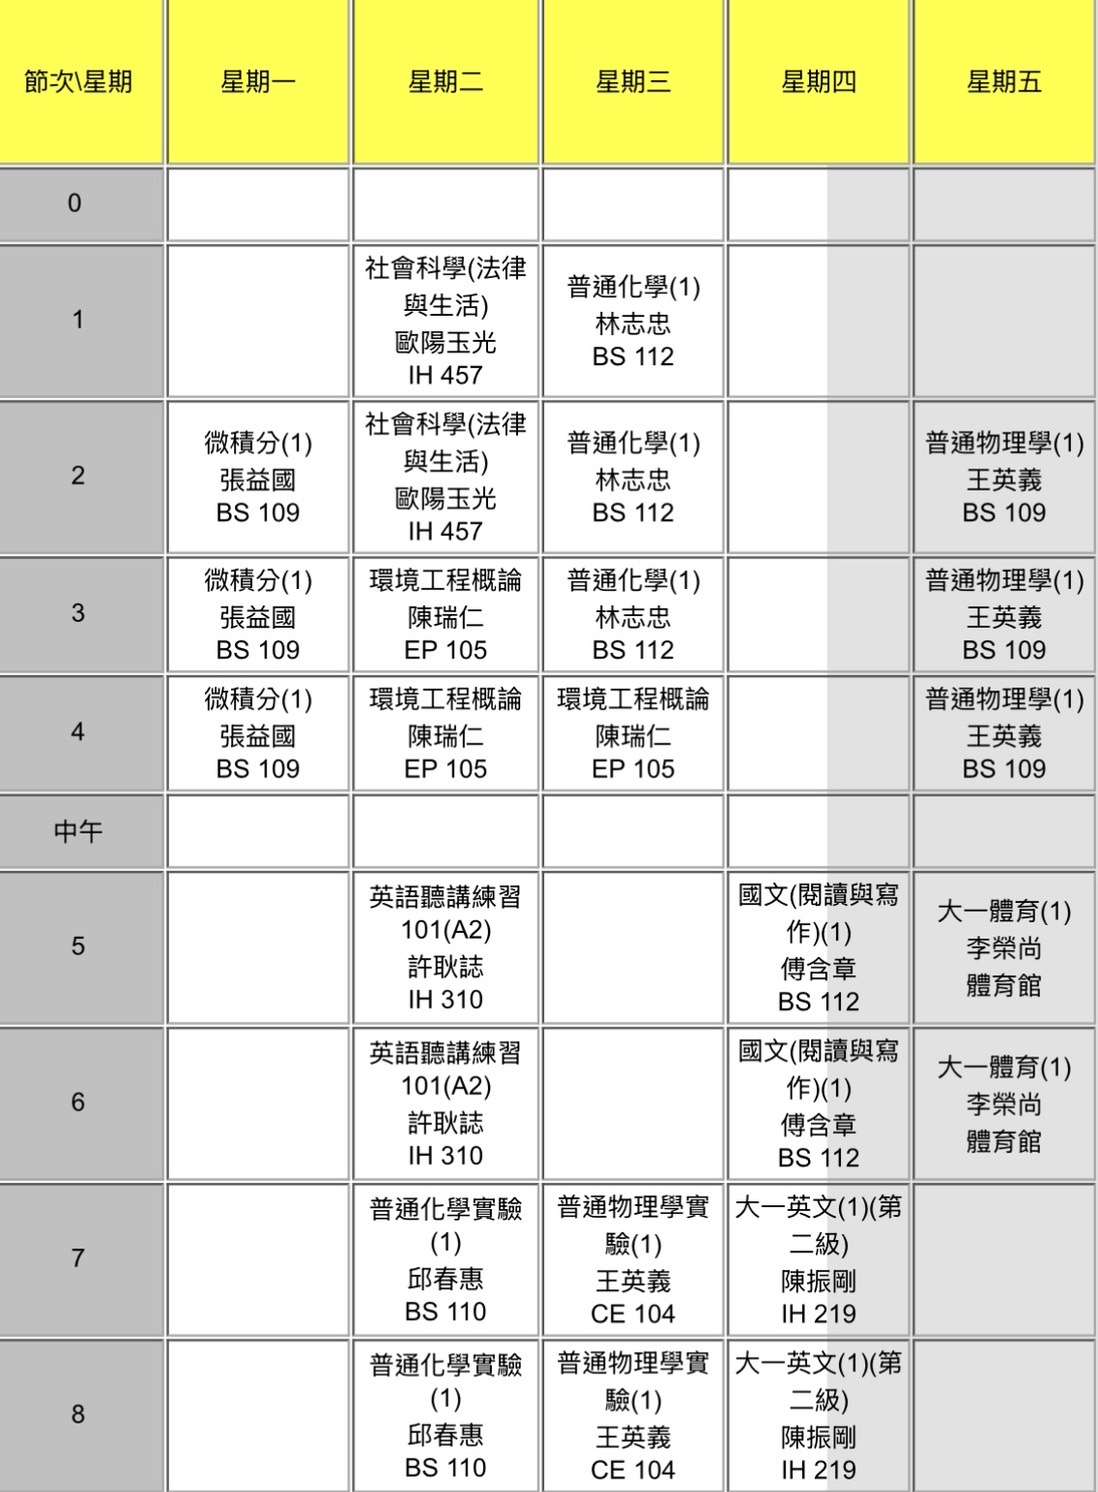 節次\星期 星期一 星期二 星期三 星期四 星期五
0
1
社會科學(法律
與生活)
歐陽玉光
IH 457
普通化學(1)
林志忠
BS 112
2
微積分(1)
張益國
BS 109
社會科學(法律
與生活)
歐陽玉光
IH 457
普通化學(1)
林志忠
BS 112
普通物理學(1)
王英義
BS 109
3
微積分(1)
張益國
BS 109
環境工程概論
陳瑞仁
EP 105
普通化學(1)
林志忠
BS 112
普通物理學(1)
王英義
BS 109
4
微積分(1)
張益國
BS 109
環境工程概論
陳瑞仁
EP 105
環境工程概論
陳瑞仁
EP 105
普通物理學(1)
王英義
BS 109
中午
5
英語聽講練習
101(A2)
許耿誌
IH 310
國文(閱讀與寫
作)(1)
傅含章
BS 112
大一體育(1)
李榮尚
體育館
6
英語聽講練習
101(A2)
許耿誌
IH 310
國文(閱讀與寫
作)(1)
傅含章
BS 112
大一體育(1)
李榮尚
體育館
7
普通化學實驗
(1)
邱春惠
BS 110
普通物理學實
驗(1)
王英義
CE 104
大一英文(1)(第
二級)
陳振剛
IH 219
8
普通化學實驗
(1)
邱春惠
BS 110
普通物理學實
驗(1)
王英義
CE 104
大一英文(1)(第
二級)
陳振剛
IH 219